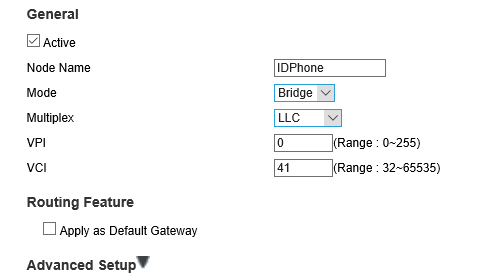 General
Active
Node Name IDPhone
Mode Bridge
Multiplex LLC
VPI 0 (Range : 0~255)
VCI 41 (Range : 32~65535)
Routing Feature
Apply as Default Gateway
Advanced Setup